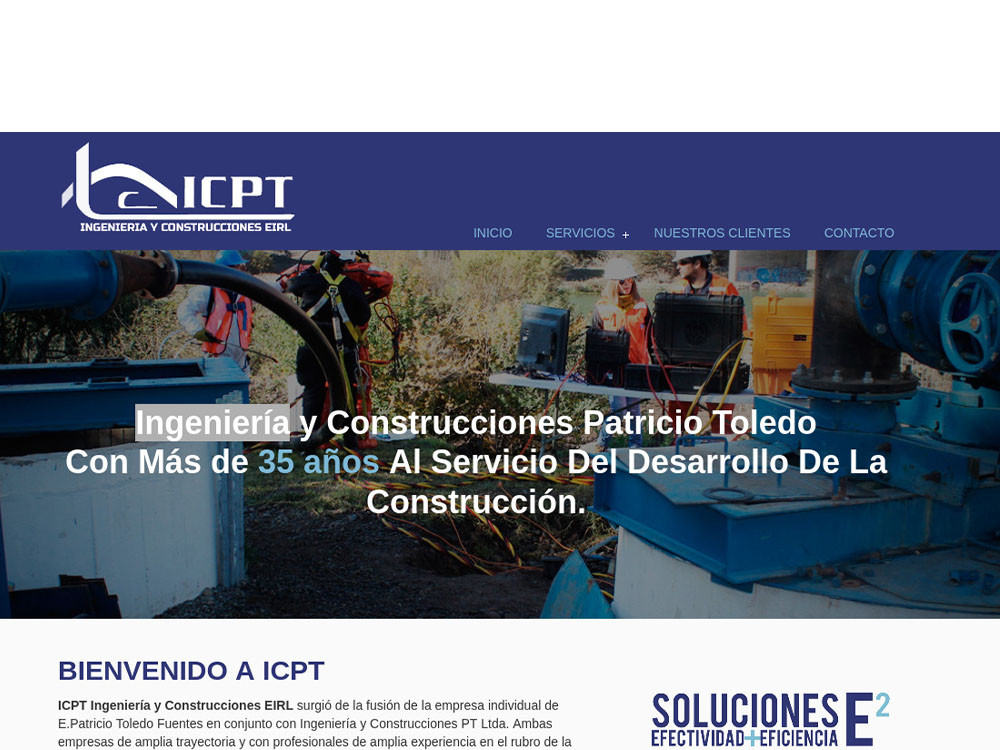 ICPT
INGENIERIA Y CONSTRUCCIONES EIRL
INICIO SERVICIOS + NUESTROS CLIENTES CONTACTO
Ingeniería y Construcciones Patricio Toledo
Con Más de 35 años Al Servicio Del Desarrollo De La
Construcción.
BIENVENIDO A ICPT
ICPT Ingeniería y Construcciones EIRL surgió de la fusión de la empresa individual de
E.Patricio Toledo Fuentes en conjunto con Ingeniería y Construcciones PT Ltda. Ambas
empresas de amplia trayectoria y con profesionales de amplia experiencia en el rubro de la
SOLUCIONES E²
EFECTIVIDAD+EFICIENCIA